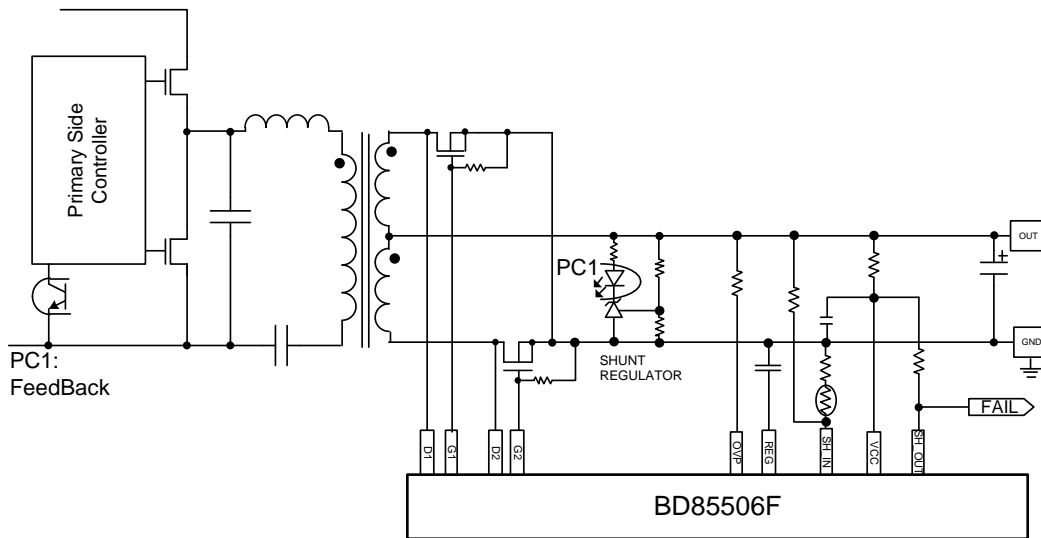 Primary Side
Controller
OUT
PC1
+
GND
PC1:
FeedBack
SHUNT
REGULATOR
FAIL
D1
G1
D2
G2
OVP
REG
SH_IN
VCC
SH_OUT
BD85506F